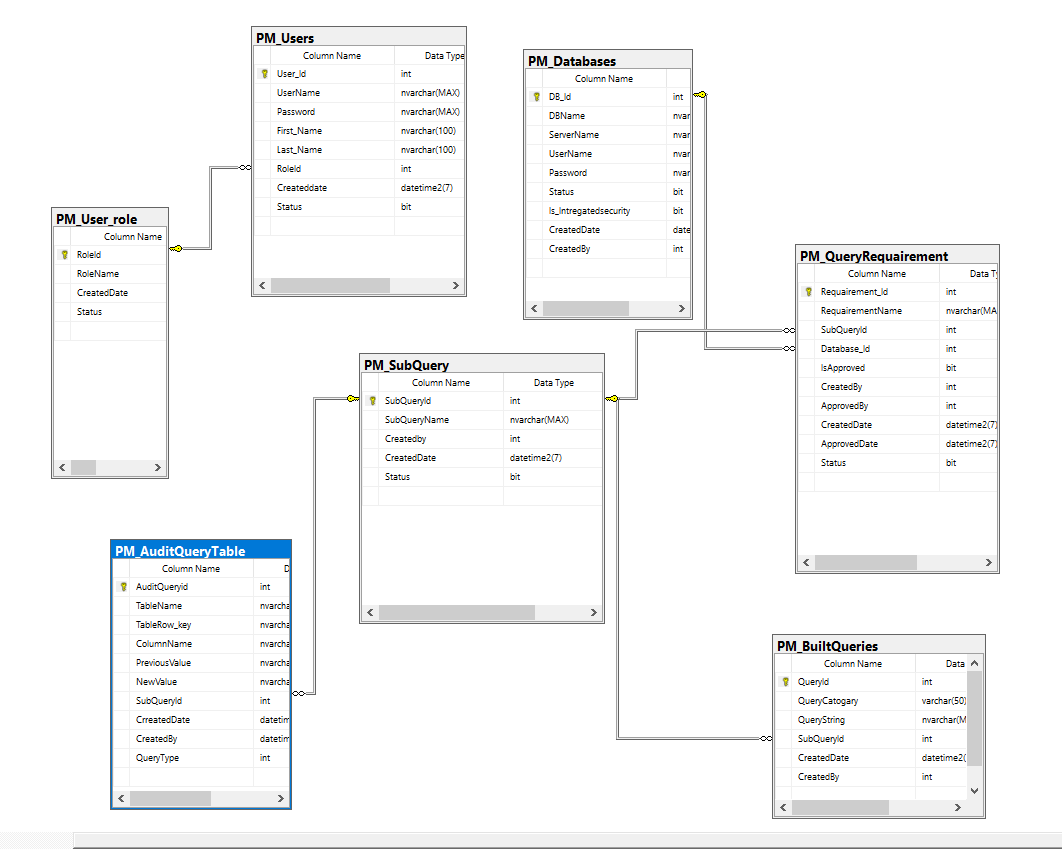 PM_Users
Column Name Data Type
User_Id int
UserName nvarchar(MAX)
Password nvarchar(MAX)
First_Name nvarchar(100)
Last_Name nvarchar(100)
RoleId int
Createddate datetime2(7)
Status bit
PM_Databases
Column Name
DB_Id int
DBName nvar
ServerName nvar
UserName nvar
Password nvar
Status bit
Is_Intregatedsecurity bit
CreatedDate date
CreatedBy int
PM_User_role
Column Name
RoleId
RoleName
CreatedDate
Status
PM_QueryRequairement
Column Name Data Ty
Requairement_Id int
RequairementName nvarchar(MA
SubQueryId int
Database_Id int
IsApproved bit
CreatedBy int
ApprovedBy int
CreatedDate datetime2(7)
ApprovedDate datetime2(7)
Status bit
PM_SubQuery
Column Name Data Type
SubQueryId int
SubQueryName nvarchar(MAX)
Createdby int
CreatedDate datetime2(7)
Status bit
PM_AuditQueryTable
Column Name D
AuditQueryid int
TableName nvarcha
TableRow_key nvarcha
ColumnName nvarcha
PreviousValue nvarcha
NewValue nvarcha
SubQueryId int
CrreatedDate datetim
CreatedBy datetim
QueryType int
PM_BuiltQueries
Column Name Data
QueryId int
QueryCatogary varchar(50)
QueryString nvarchar(M
SubQueryId int
CreatedDate datetime2(
CreatedBy int